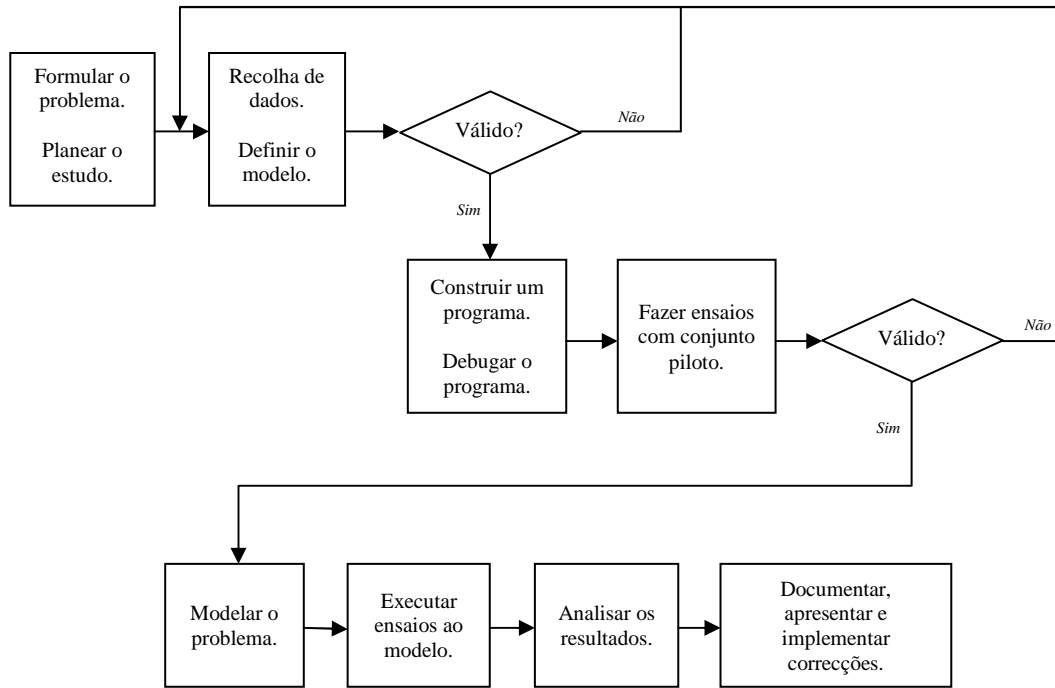 Formular o
problema.
Planear o
estudo.
Recolha de
dados.
Definir o
modelo.
Válido?
Não
Sim
Construir um
programa.
Debugar o
programa.
Fazer ensaios
com conjunto
piloto.
Válido?
Não
Sim
Modelar o
problema.
Executar
ensaios ao
modelo.
Analisar os
resultados.
Documentar,
apresentar e
implementar
correcções.